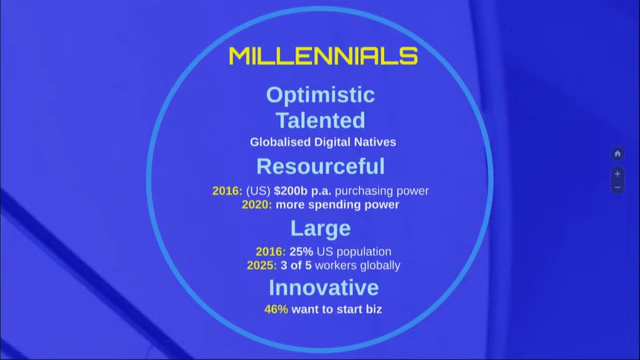 MILLENNIALS
Optimistic
Talented
Globalised Digital Natives
Resourceful
2016: (US) $200b p.a. purchasing power
2020: more spending power
Large
2016: 25% US population
2025: 3 of 5 workers globally
Innovative
46% want to start biz